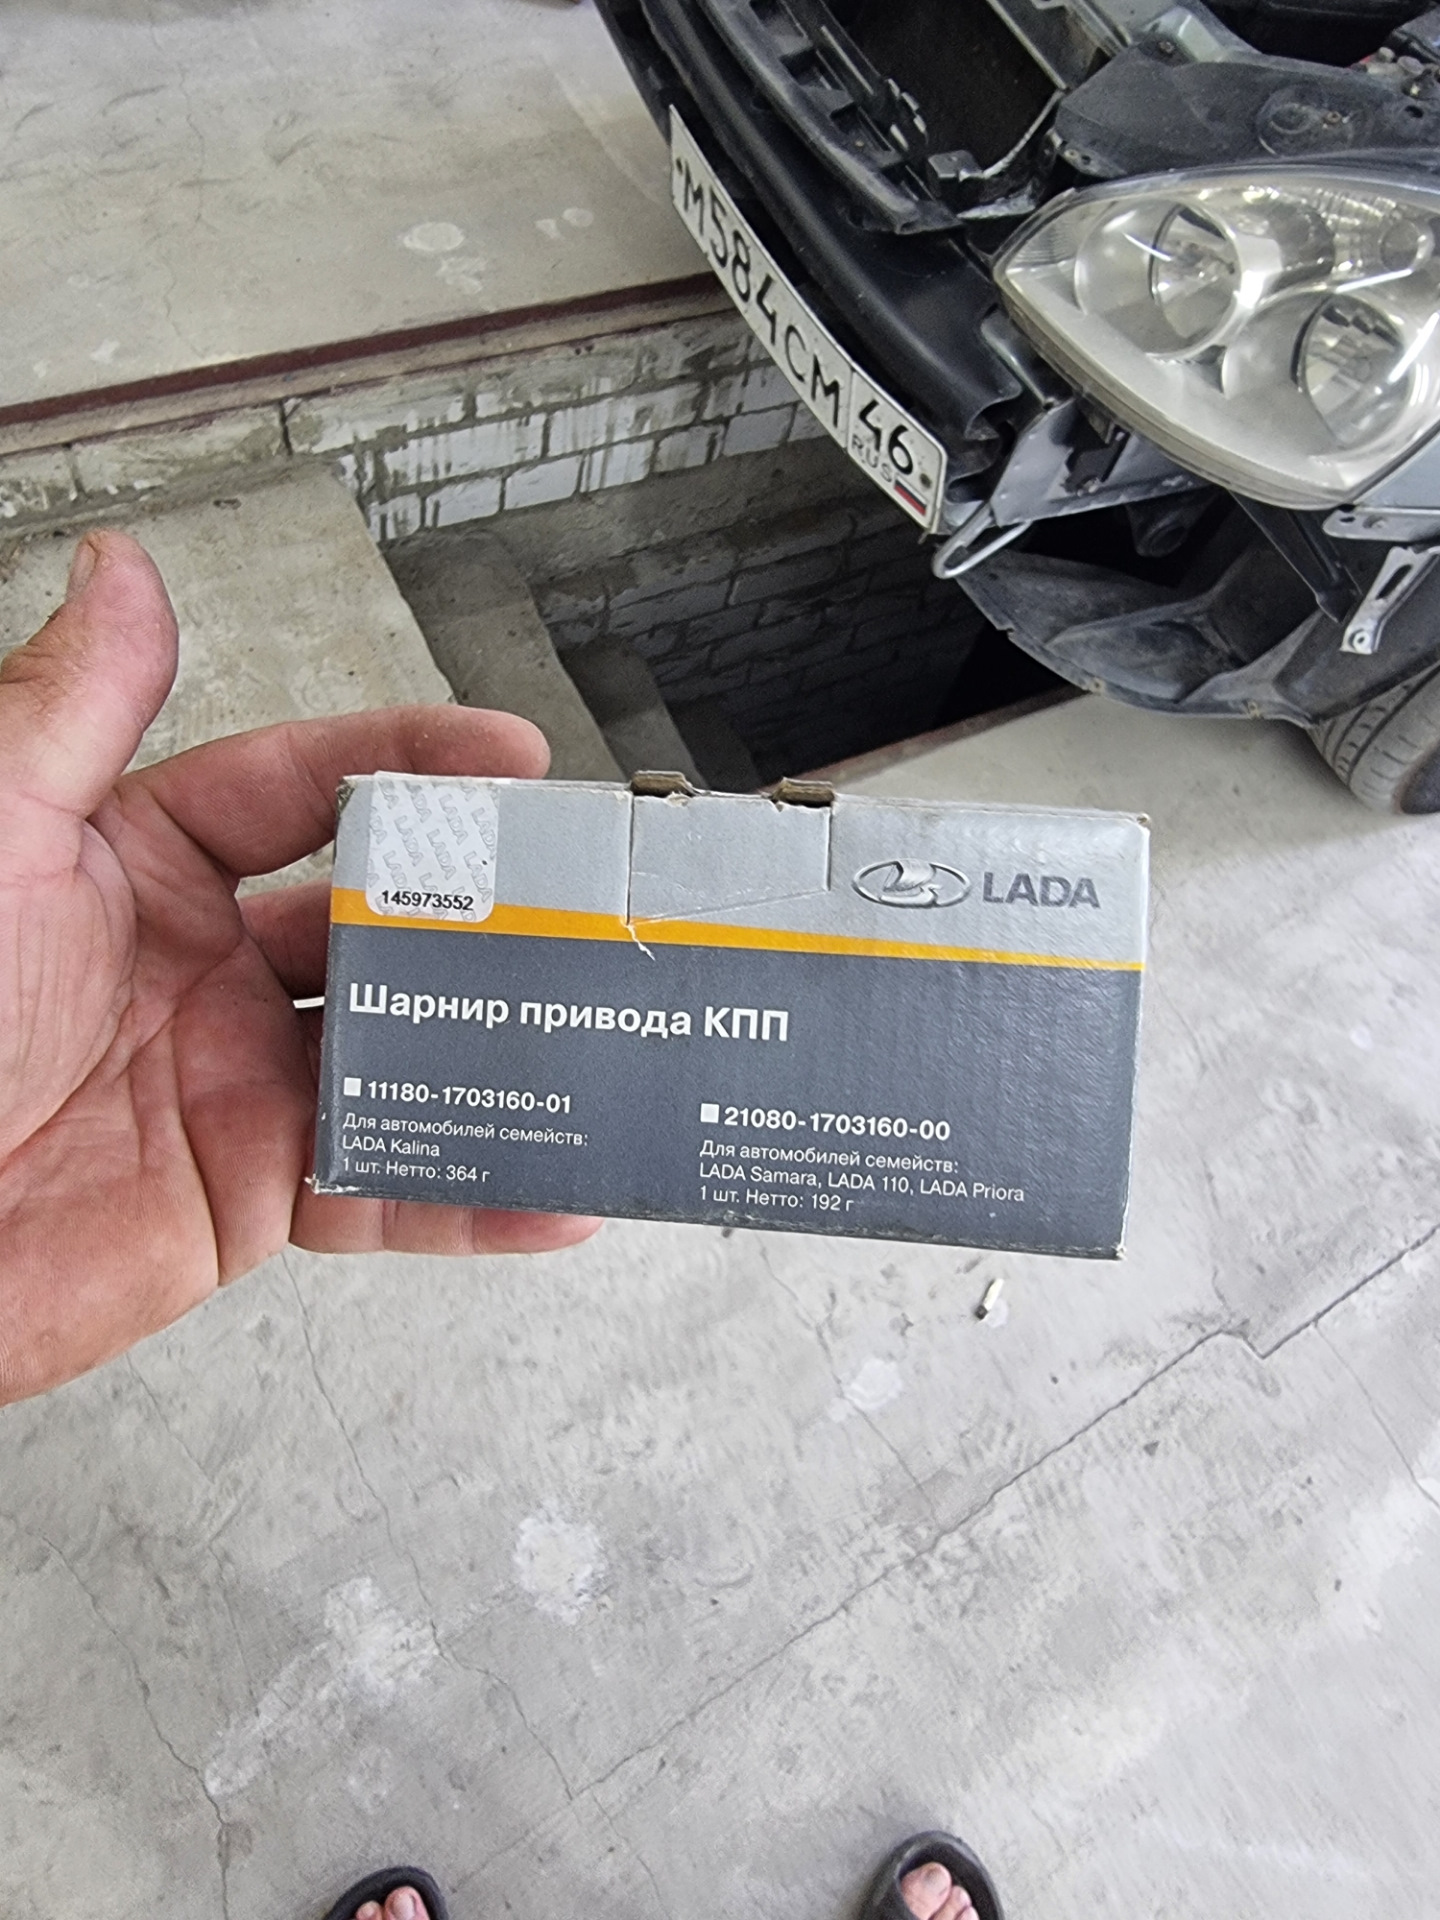 М584СМ 46
RUS
145973552
LADA
Шарнир привода КПП
11180-1703160-01
Для автомобилей семейств:
LADA Kalina
1 шт. Нетто: 364 г
21080-1703160-00
Для автомобилей семейств:
LADA Samara, LADA 110, LADA Priora
1 шт. Нетто: 192 г